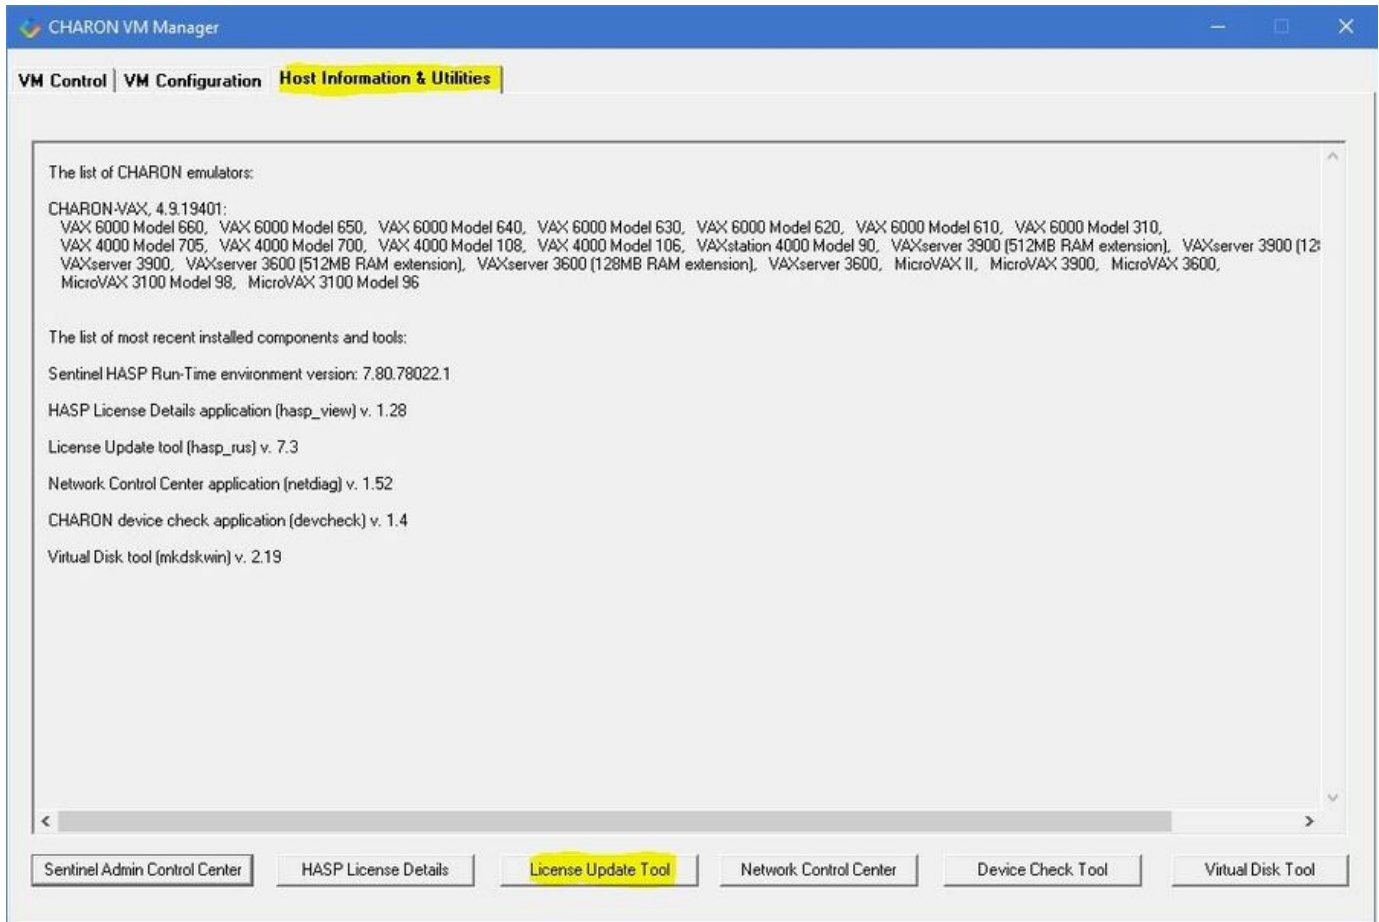 CHARON VM Manager
VM Control VM Configuration Host Information & Utilities
The list of CHARON emulators:
CHARON-VAX, 4.9.19401:
VAX 6000 Model 660, VAX 6000 Model 650, VAX 6000 Model 640, VAX 6000 Model 630, VAX 6000 Model 620, VAX 6000 Model 610, VAX 6000 Model 310,
VAX 4000 Model 705, VAX 4000 Model 700, VAX 4000 Model 108, VAX 4000 Model 106, VAXstation 4000 Model 90, VAXserver 3900 (512MB RAM extension), VAXserver 3900 (12
VAXserver 3900, VAXserver 3600 (512MB RAM extension), VAXserver 3600 (128MB RAM extension), VAXserver 3600, MicroVAX II, MicroVAX 3900, MicroVAX 3600,
MicroVAX 3100 Model 98, MicroVAX 3100 Model 96
The list of most recent installed components and tools:
Sentinel HASP Run-Time environment version: 7.80.78022.1
HASP License Details application (hasp_view) v. 1.28
License Update tool (hasp_rus) v. 7.3
Network Control Center application (netdiag) v. 1.52
CHARON device check application (devcheck) v. 1.4
Virtual Disk tool (mkdskwin) v. 2.19
Sentinel Admin Control Center HASP License Details License Update Tool Network Control Center Device Check Tool Virtual Disk Tool